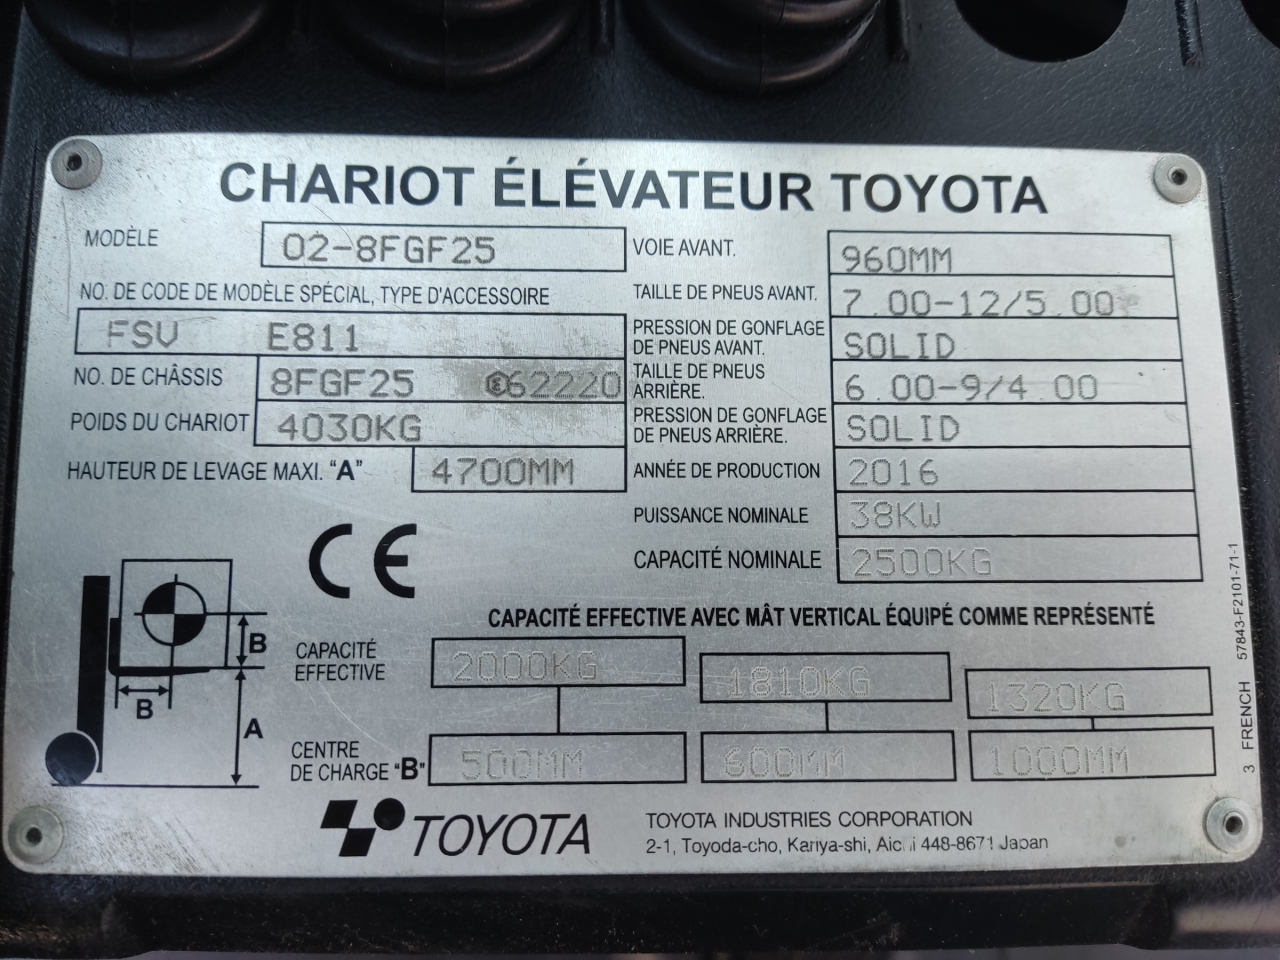 CHARIOT ÉLÉVATEUR TOYOTA
MODÈLE 02-8FGF25
NO. DE CODE DE MODÈLE SPÉCIAL, TYPE D'ACCESSOIRE
FSV E811
NO. DE CHÂSSIS 8FGF25 E62220
POIDS DU CHARIOT 4030KG
HAUTEUR DE LEVAGE MAXI. "A" 4700MM
VOIE AVANT. 960MM
TAILLE DE PNEUS AVANT. 7.00-12/5.00
PRESSION DE GONFLAGE
DE PNEUS AVANT. SOLID
TAILLE DE PNEUS
ARRIÈRE. 6.00-9/4.00
PRESSION DE GONFLAGE
DE PNEUS ARRIÈRE. SOLID
ANNÉE DE PRODUCTION 2016
PUISSANCE NOMINALE 38KW
CAPACITÉ NOMINALE 2500KG
CE
B
B
A
CAPACITÉ EFFECTIVE AVEC MÂT VERTICAL ÉQUIPÉ COMME REPRÉSENTÉ
CAPACITÉ
EFFECTIVE 2000KG 1810KG 1320KG
CENTRE
DE CHARGE "B" 500MM 600MM 1000MM
TOYOTA
TOYOTA INDUSTRIES CORPORATION
2-1, Toyoda-cho, Kariya-shi, Aichi 448-8671 Japan
3 FRENCH 57843-F2101-71-1